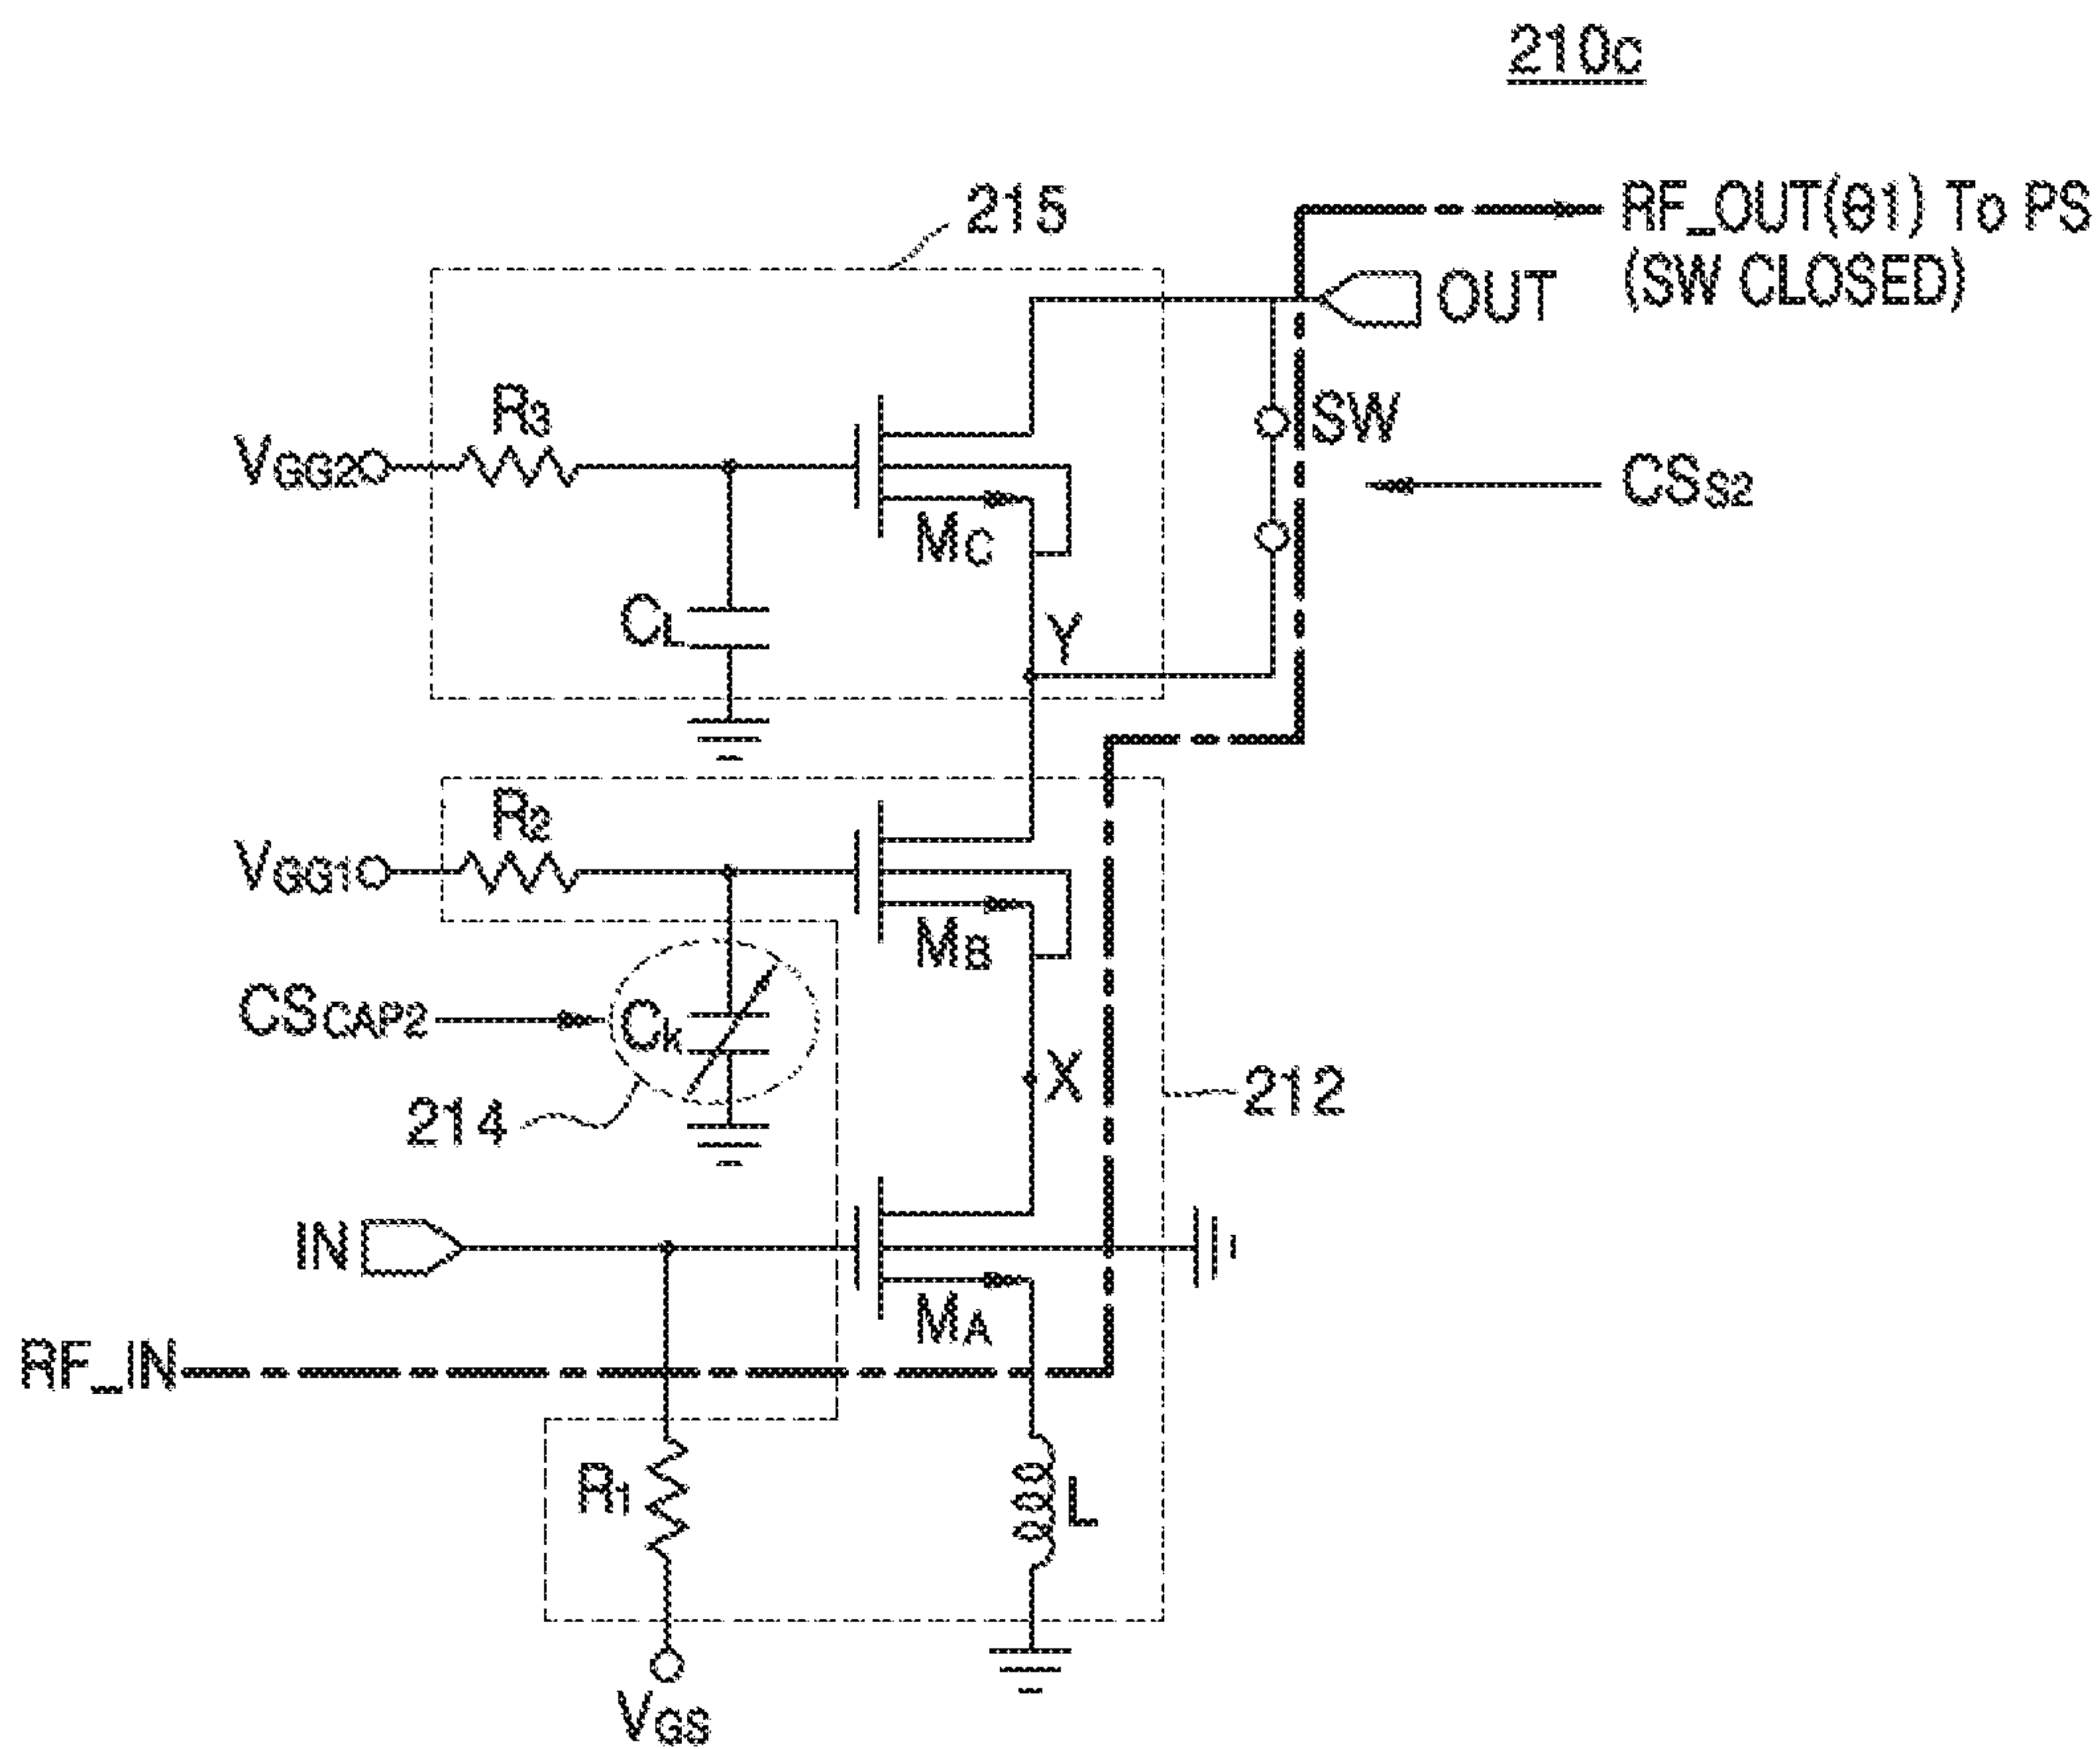 210c
215
RF_OUT(θ1) To PS
(SW CLOSED)
OUT
R3
SW
VGG2
CSS2
MC
CL
Y
R2
VGG1
MB
CSCAP2
Ck
X
214
212
IN
MA
RF_IN
R1
L
VGS